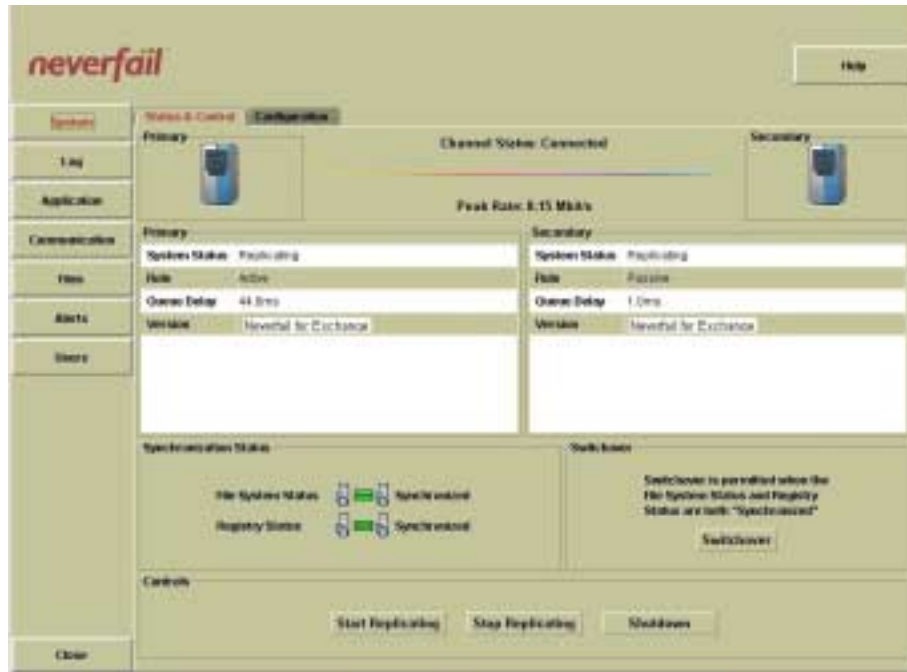 neverfail
Help
System
Log
Application
Communication
Files
Alerts
Users
Close
Status & Control
Configuration
Primary
Channel Status: Connected
Secondary
Peak Rate: 8.15 Mbit/s
Primary
System Status Replicating
Role Active
Queue Delay 44.0ms
Version Neverfail for Exchange
Secondary
System Status Replicating
Role Passive
Queue Delay 1.0ms
Version Neverfail for Exchange
Synchronization Status
File System Status Synchronized
Registry Status Synchronized
Switchover
Switchover is permitted when the
File System Status and Registry
Status are both "Synchronized"
Switchover
Controls
Start Replicating
Stop Replicating
Shutdown